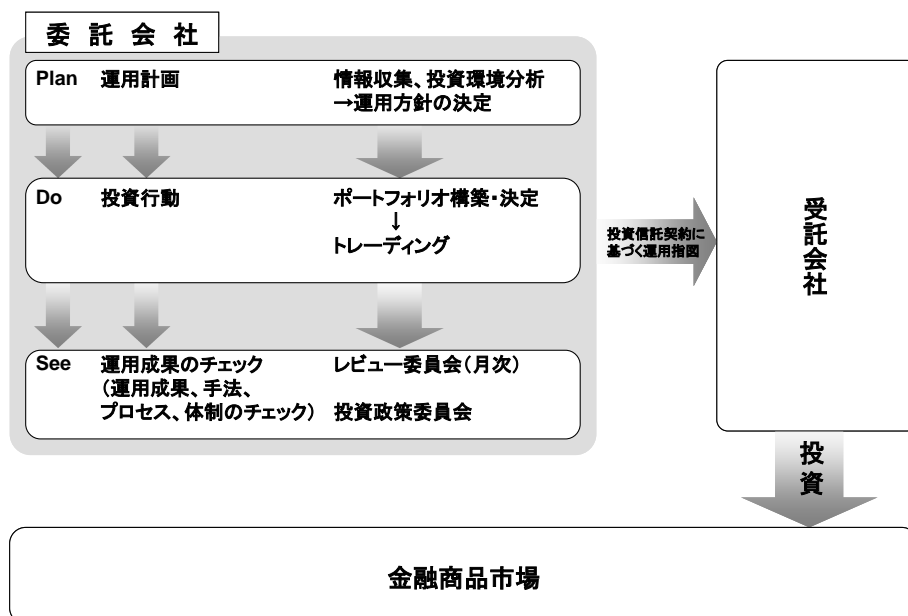 委 託 会 社
Plan 運用計画 情報収集、投資環境分析
→運用方針の決定
Do 投資行動 ポートフォリオ構築・決定
↓
トレーディング
See 運用成果のチェック レビュー委員会(月次)
(運用成果、手法、
プロセス、体制のチェック) 投資政策委員会
投資信託契約に
基づく運用指図
受託会社
投資
金融商品市場